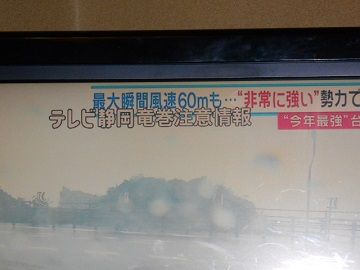 最大瞬間風速60mも…“非常に強い”勢力で
テレビ静岡竜巻注意情報
“今年最強”台